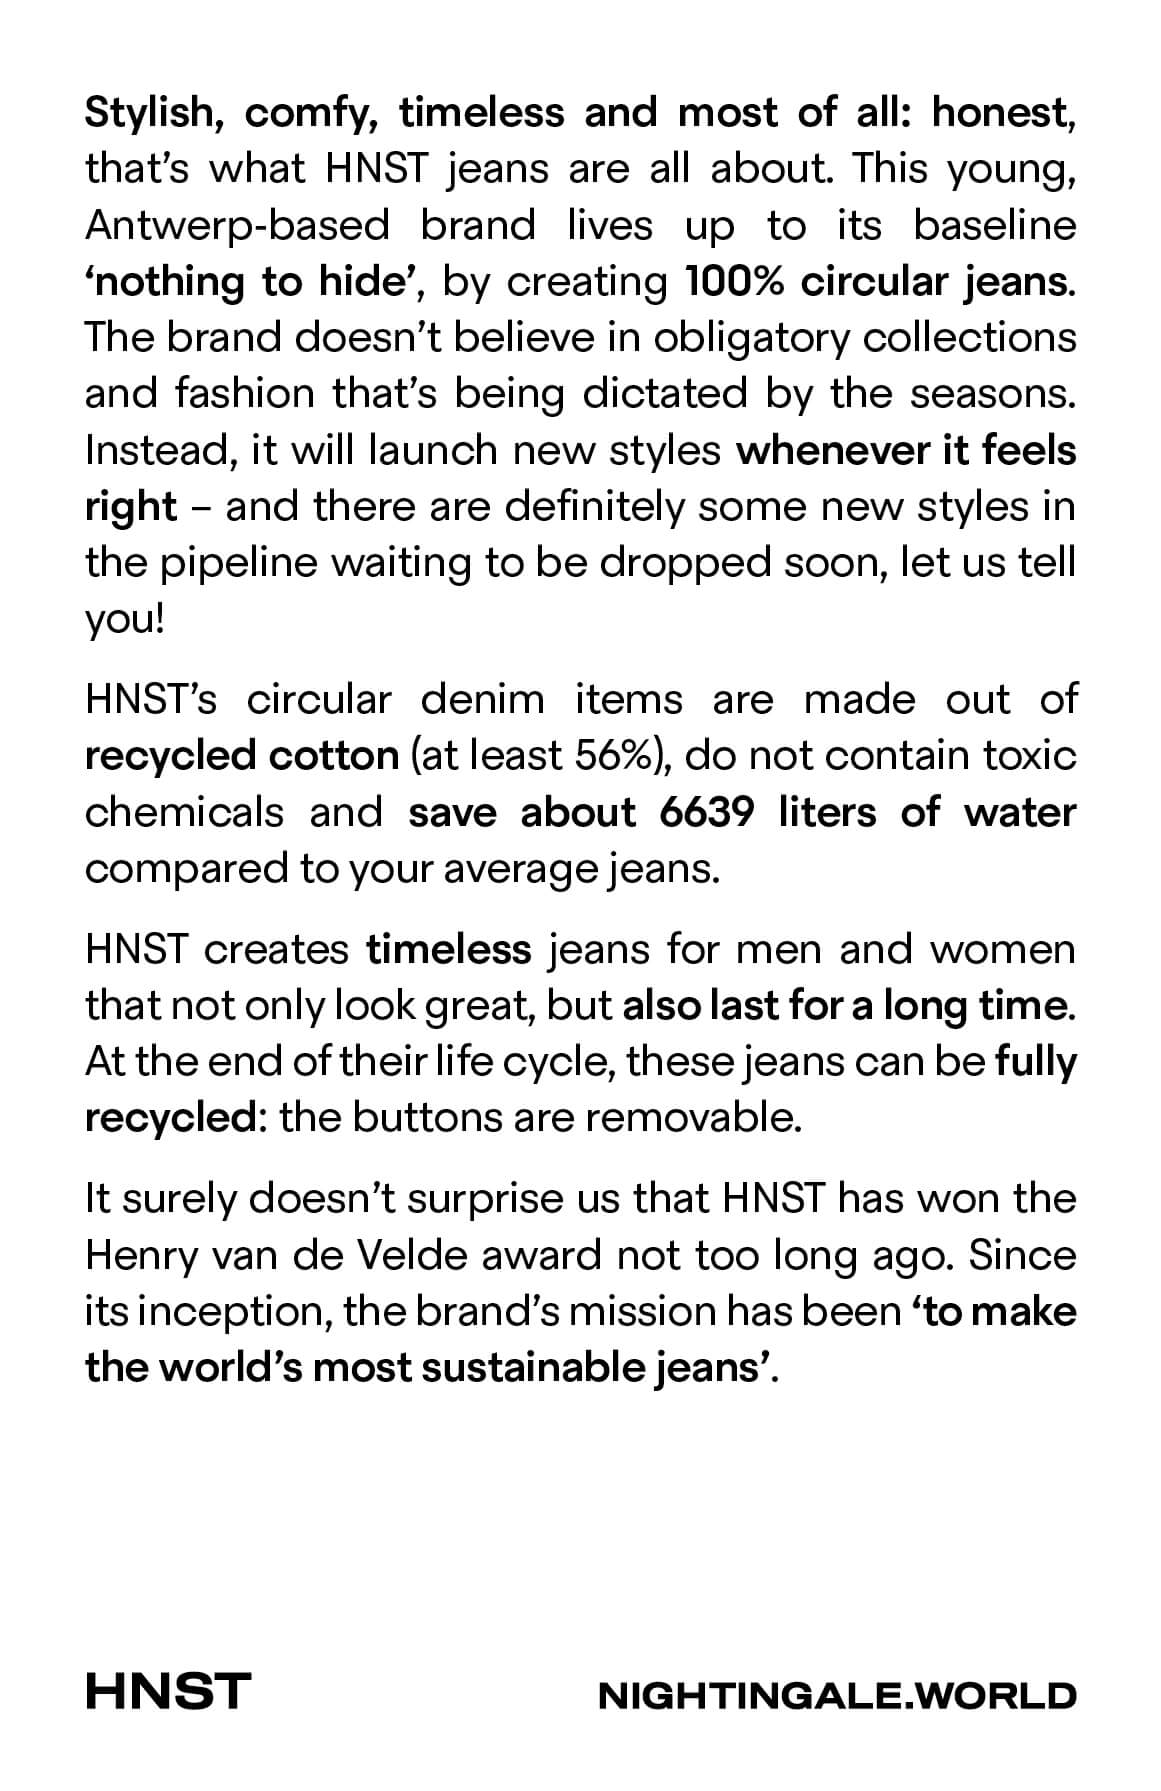 Stylish, comfy, timeless and most of all: honest,
that’s what HNST jeans are all about. This young,
Antwerp-based brand lives up to its baseline
‘nothing to hide’, by creating 100% circular jeans.
The brand doesn’t believe in obligatory collections
and fashion that’s being dictated by the seasons.
Instead, it will launch new styles whenever it feels
right – and there are definitely some new styles in
the pipeline waiting to be dropped soon, let us tell
you!
HNST’s circular denim items are made out of
recycled cotton (at least 56%), do not contain toxic
chemicals and save about 6639 liters of water
compared to your average jeans.
HNST creates timeless jeans for men and women
that not only look great, but also last for a long time.
At the end of their life cycle, these jeans can be fully
recycled: the buttons are removable.
It surely doesn’t surprise us that HNST has won the
Henry van de Velde award not too long ago. Since
its inception, the brand’s mission has been ‘to make
the world’s most sustainable jeans’.
HNST
NIGHTINGALE.WORLD